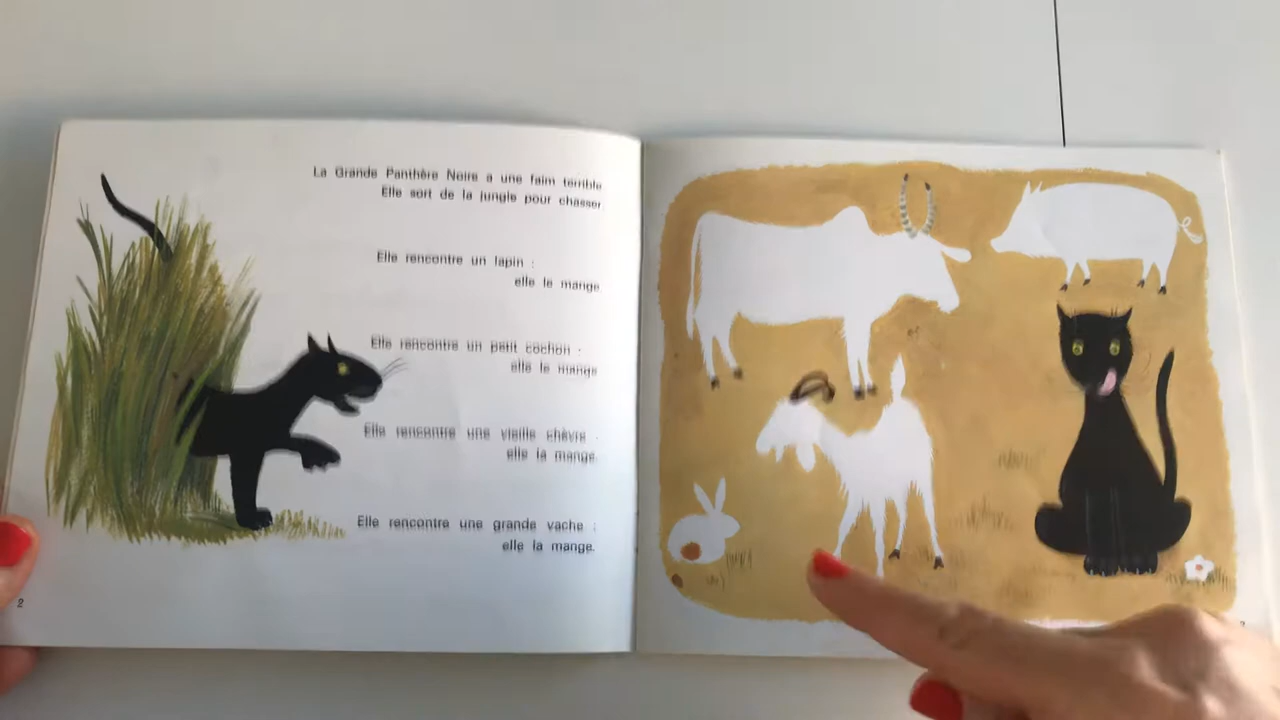 La Grande Panthère Noire a une faim terrible
Elle sort de la jungle pour chasser
Elle rencontre un lapin :
elle le mange
Elle rencontre un petit cochon :
elle le mange
Elle rencontre une vieille chèvre :
elle la mange.
Elle rencontre une grande vache :
elle la mange.
2